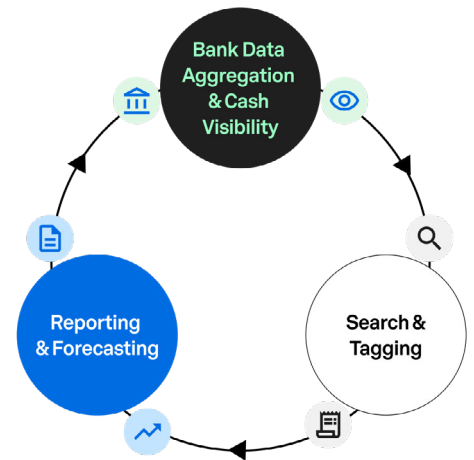 Bank Data
Aggregation
& Cash
Visibility
Search &
Tagging
Reporting
& Forecasting